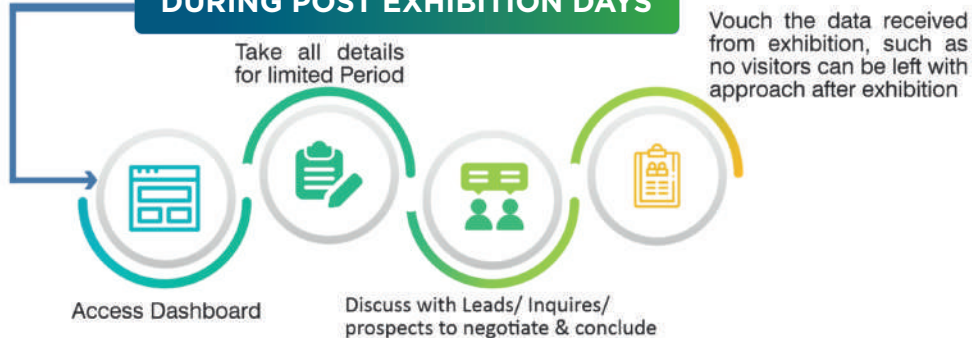 DURING POST EXHIBITION DAYS
Take all details
for limited Period
Vouch the data received
from exhibition, such as
no visitors can be left with
approach after exhibition
Access Dashboard
Discuss with Leads/ Inquires/
prospects to negotiate & conclude